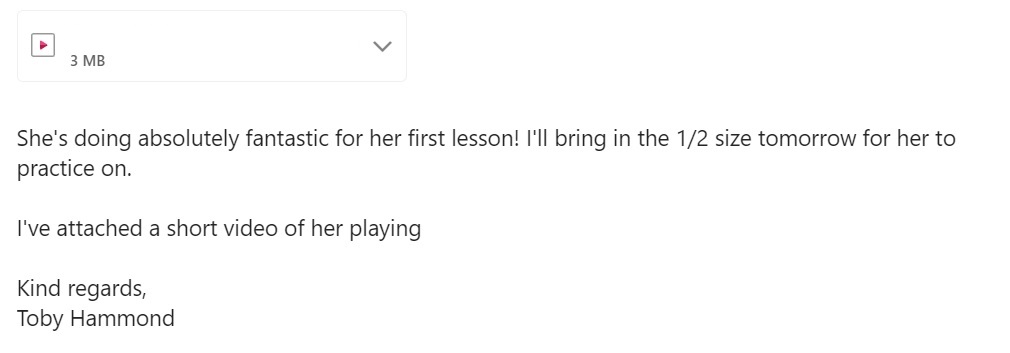 3 MB
She's doing absolutely fantastic for her first lesson! I'll bring in the 1/2 size tomorrow for her to
practice on.
I've attached a short video of her playing
Kind regards,
Toby Hammond